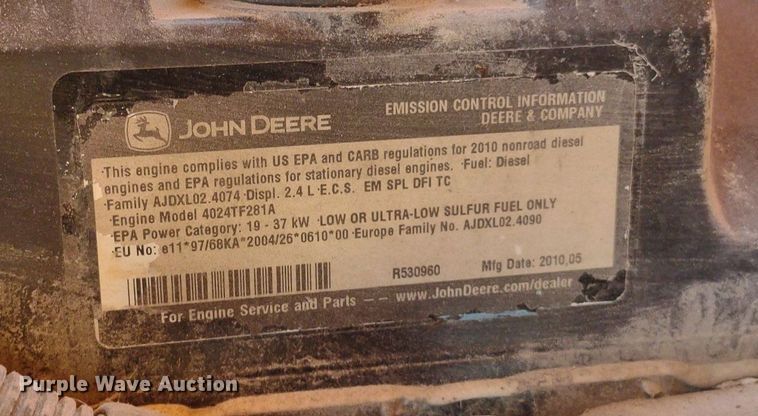 JOHN DEERE
EMISSION CONTROL INFORMATION
DEERE & COMPANY
·This engine complies with US EPA and CARB regulations for 2010 nonroad diesel
engines and EPA regulations for stationary diesel engines. ·Fuel: Diesel
·Family AJDXL02.4074 ·Displ. 2.4 L ·E.C.S. EM SPL DFI TC
·Engine Model 4024TF281A
·EPA Power Category: 19 - 37 kW ·LOW OR ULTRA-LOW SULFUR FUEL ONLY
·EU No: e11*97/68KA*2004/26*0610*00 ·Europe Family No. AJDXL02.4090
R530960 Mfg Date: 2010,05
For Engine Service and Parts -- www.JohnDeere.com/dealer
Purple Wave Auction